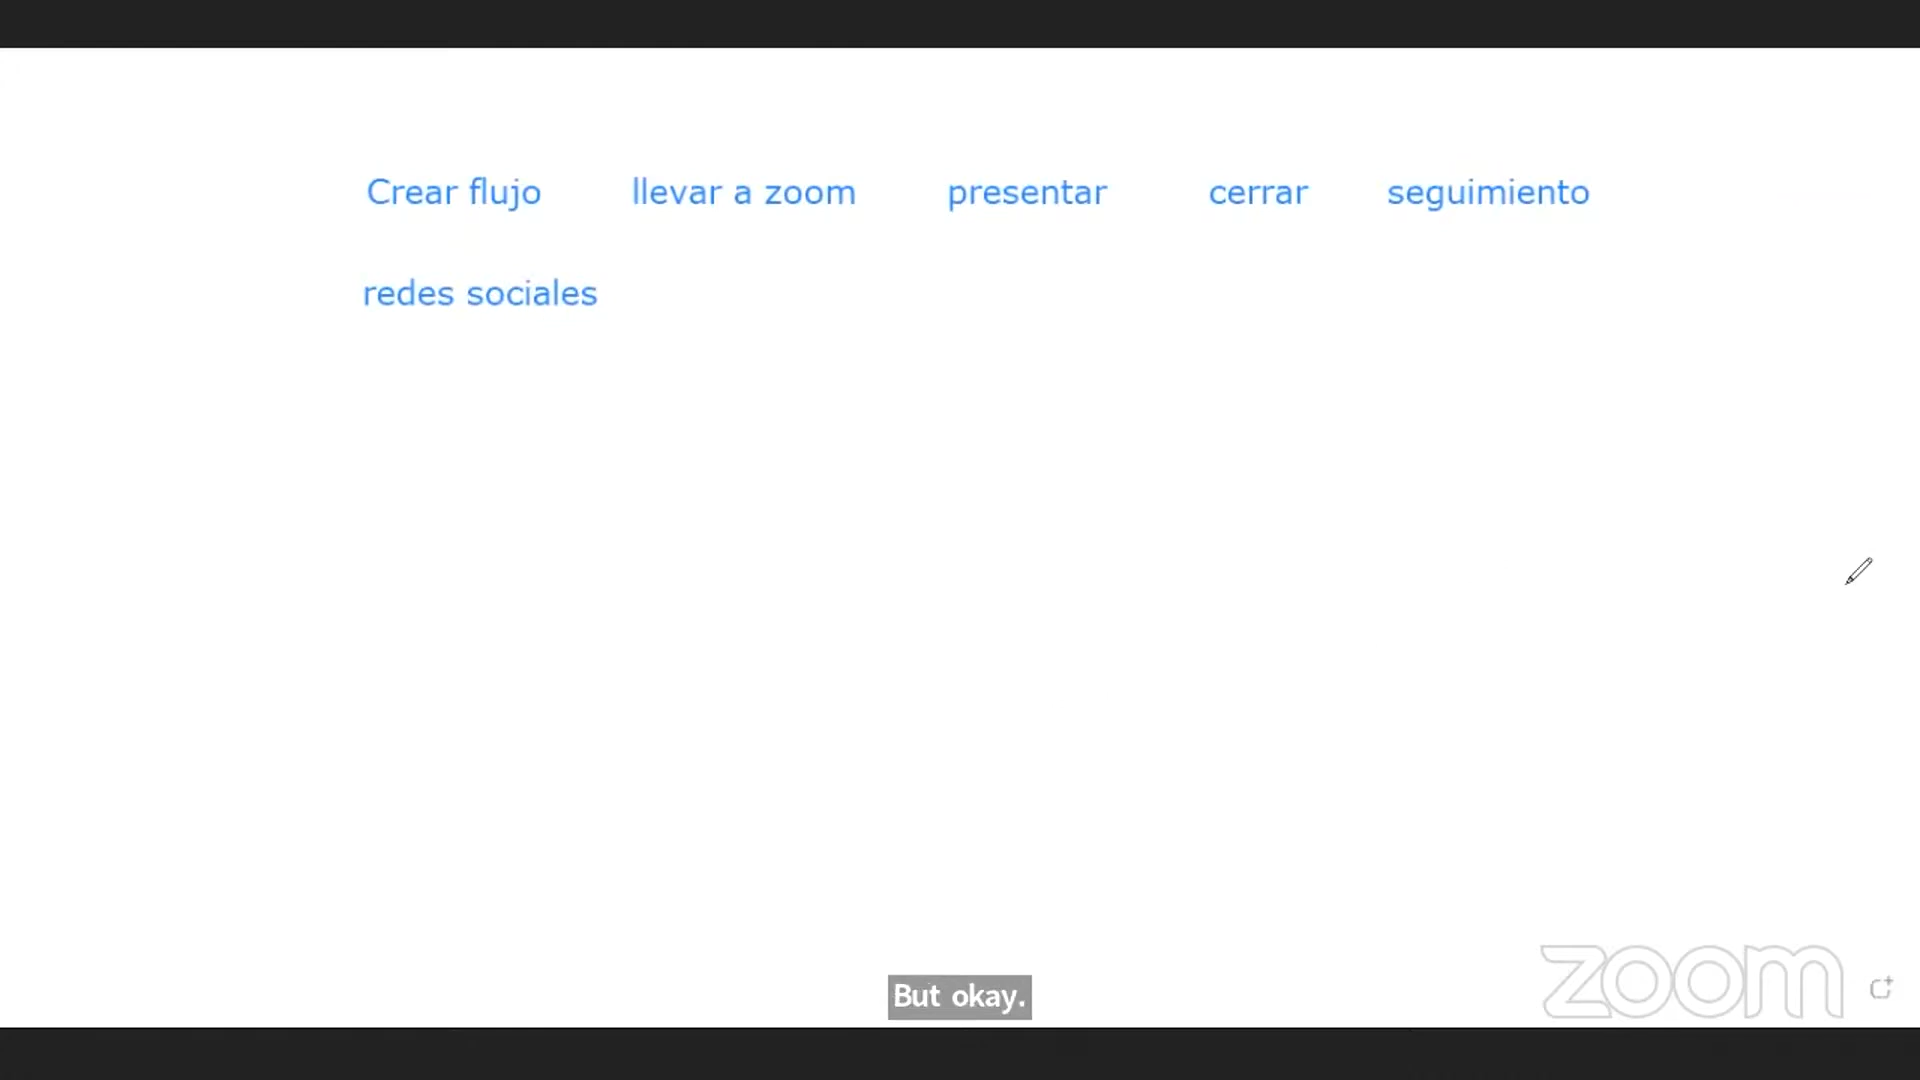 Crear flujo llevar a zoom presentar cerrar seguimiento
redes sociales
But okay.
zoom